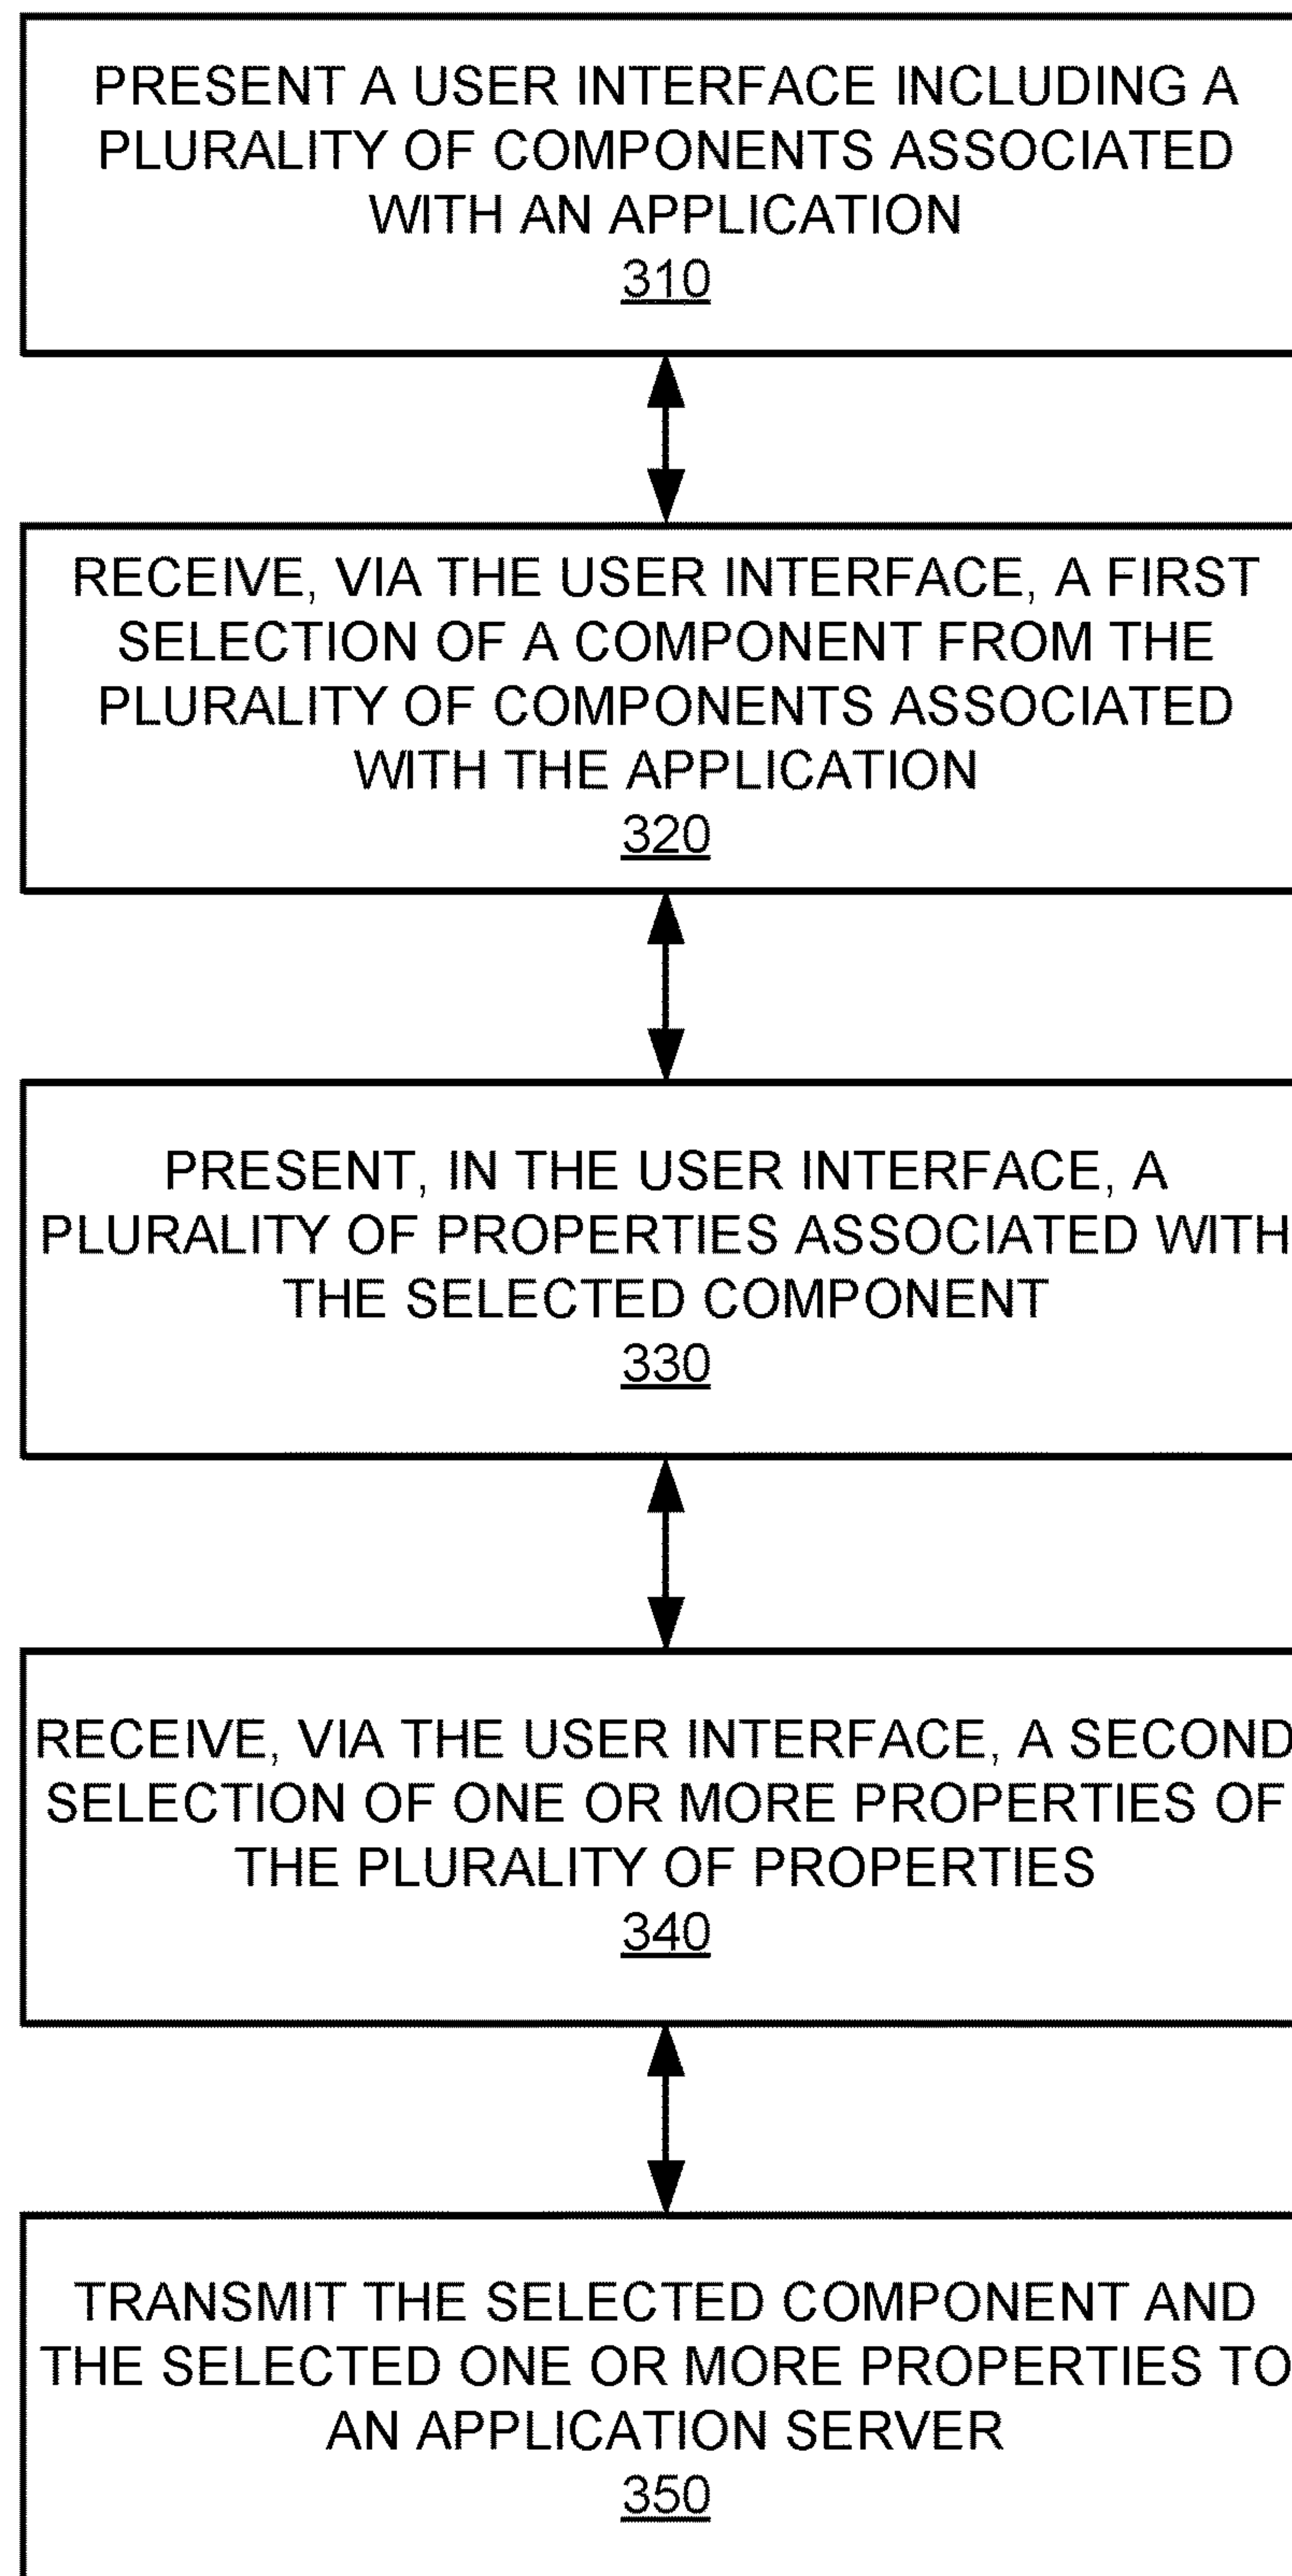 PRESENT A USER INTERFACE INCLUDING A
PLURALITY OF COMPONENTS ASSOCIATED
WITH AN APPLICATION
310
RECEIVE, VIA THE USER INTERFACE, A FIRST
SELECTION OF A COMPONENT FROM THE
PLURALITY OF COMPONENTS ASSOCIATED
WITH THE APPLICATION
320
PRESENT, IN THE USER INTERFACE, A
PLURALITY OF PROPERTIES ASSOCIATED WITH
THE SELECTED COMPONENT
330
RECEIVE, VIA THE USER INTERFACE, A SECOND
SELECTION OF ONE OR MORE PROPERTIES OF
THE PLURALITY OF PROPERTIES
340
TRANSMIT THE SELECTED COMPONENT AND
THE SELECTED ONE OR MORE PROPERTIES TO
AN APPLICATION SERVER
350